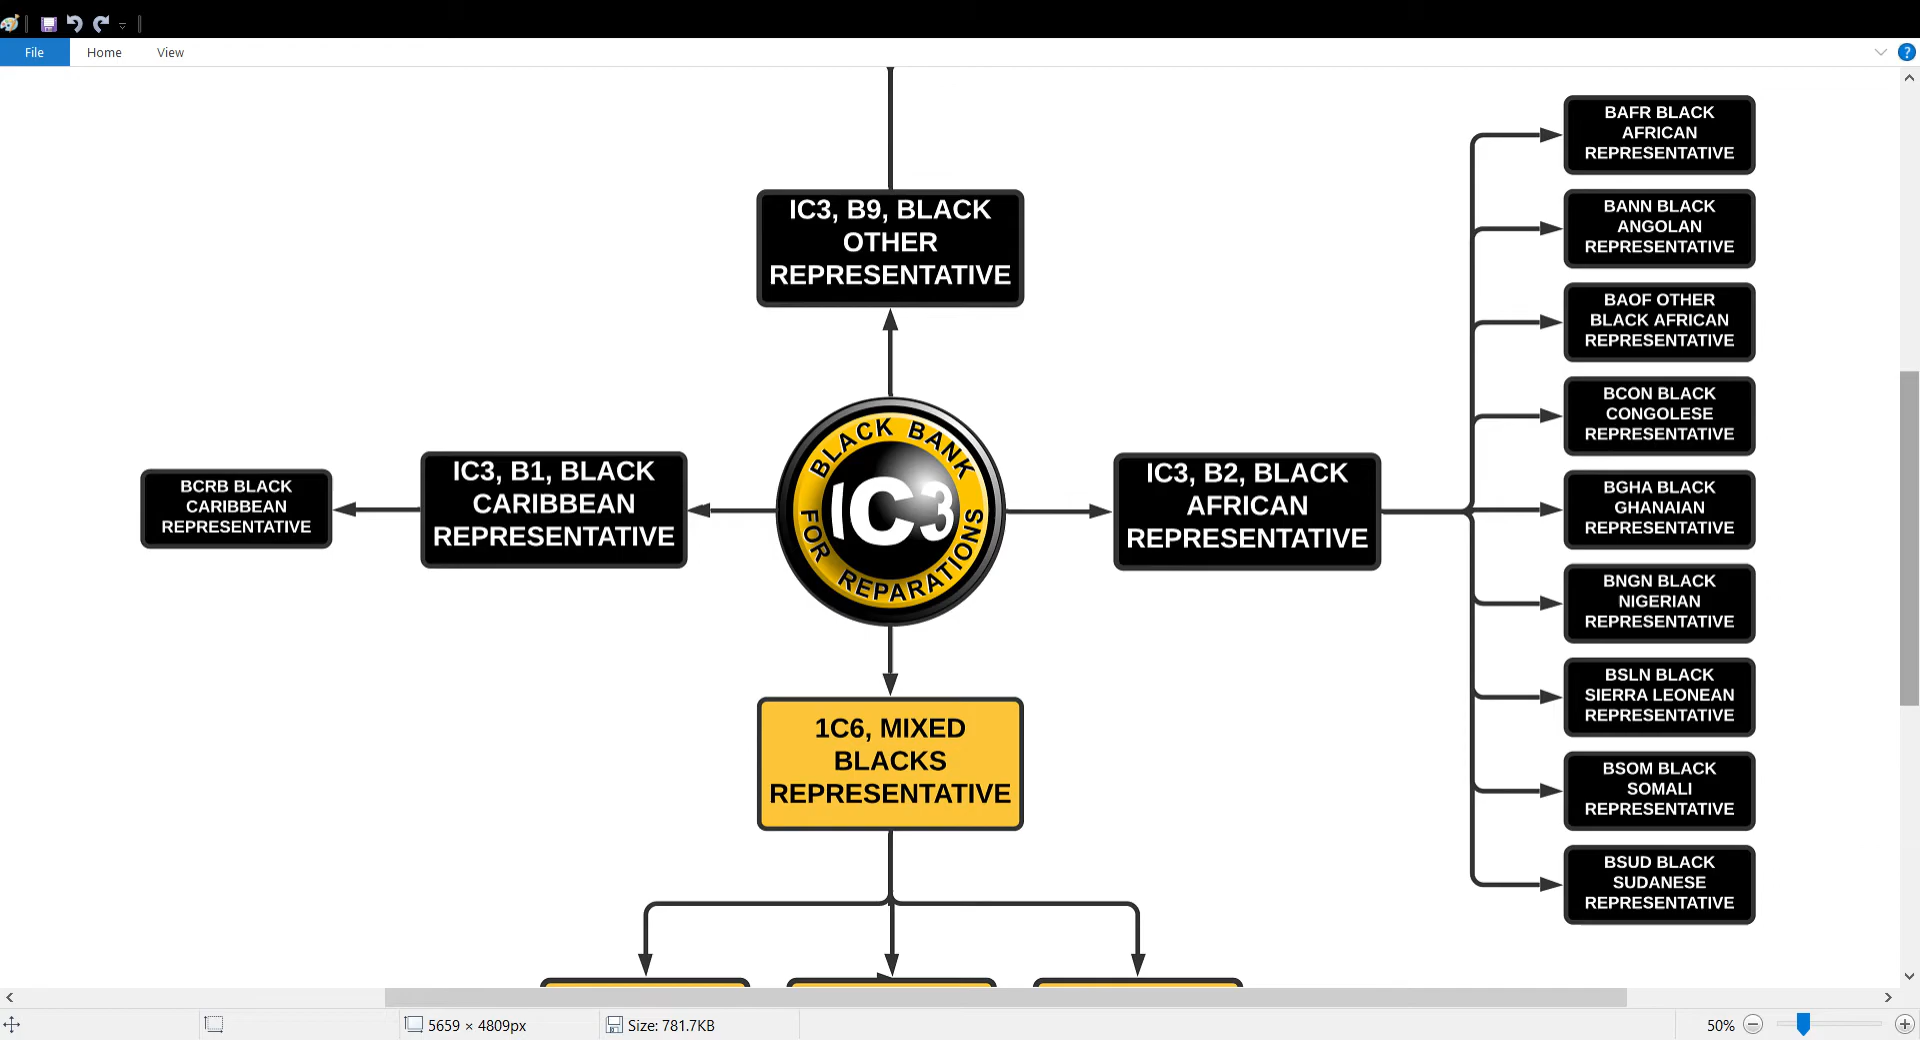 File Home View
BAFR BLACK
AFRICAN
REPRESENTATIVE
IC3, B9, BLACK
OTHER
REPRESENTATIVE
BANN BLACK
ANGOLAN
REPRESENTATIVE
BAOF OTHER
BLACK AFRICAN
REPRESENTATIVE
BCON BLACK
CONGOLESE
REPRESENTATIVE
BCRB BLACK
CARIBBEAN
REPRESENTATIVE
IC3, B1, BLACK
CARIBBEAN
REPRESENTATIVE
BLACK BANK
IC3
FOR REPARATIONS
IC3, B2, BLACK
AFRICAN
REPRESENTATIVE
BGHA BLACK
GHANAIAN
REPRESENTATIVE
BNGN BLACK
NIGERIAN
REPRESENTATIVE
BSLN BLACK
SIERRA LEONEAN
REPRESENTATIVE
1C6, MIXED
BLACKS
REPRESENTATIVE
BSOM BLACK
SOMALI
REPRESENTATIVE
BSUD BLACK
SUDANESE
REPRESENTATIVE
5659 × 4809px Size: 781.7KB 50%